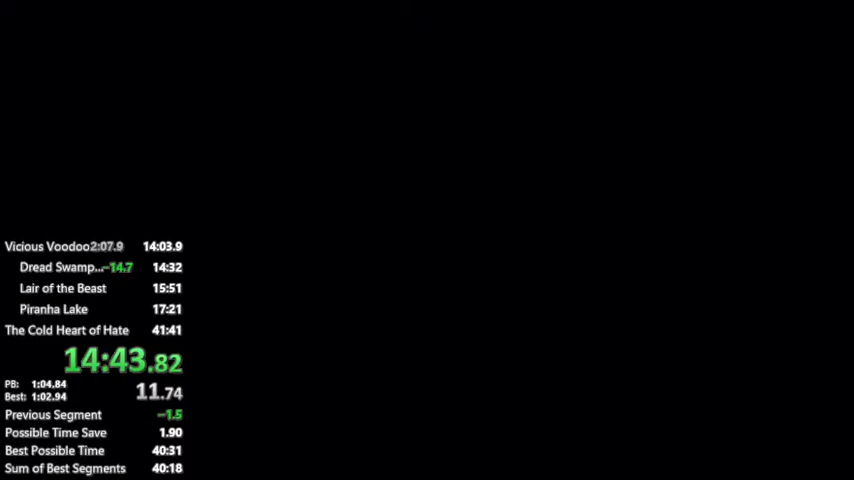 Vicious Voodoo 2:07.9 14:03.9
Dread Swamp... -14.7 14:32
Lair of the Beast 15:51
Piranha Lake 17:21
The Cold Heart of Hate 41:41
14:43.82
PB: 1:04.84
Best: 1:02.94
11.74
Previous Segment -1.5
Possible Time Save 1.90
Best Possible Time 40:31
Sum of Best Segments 40:18